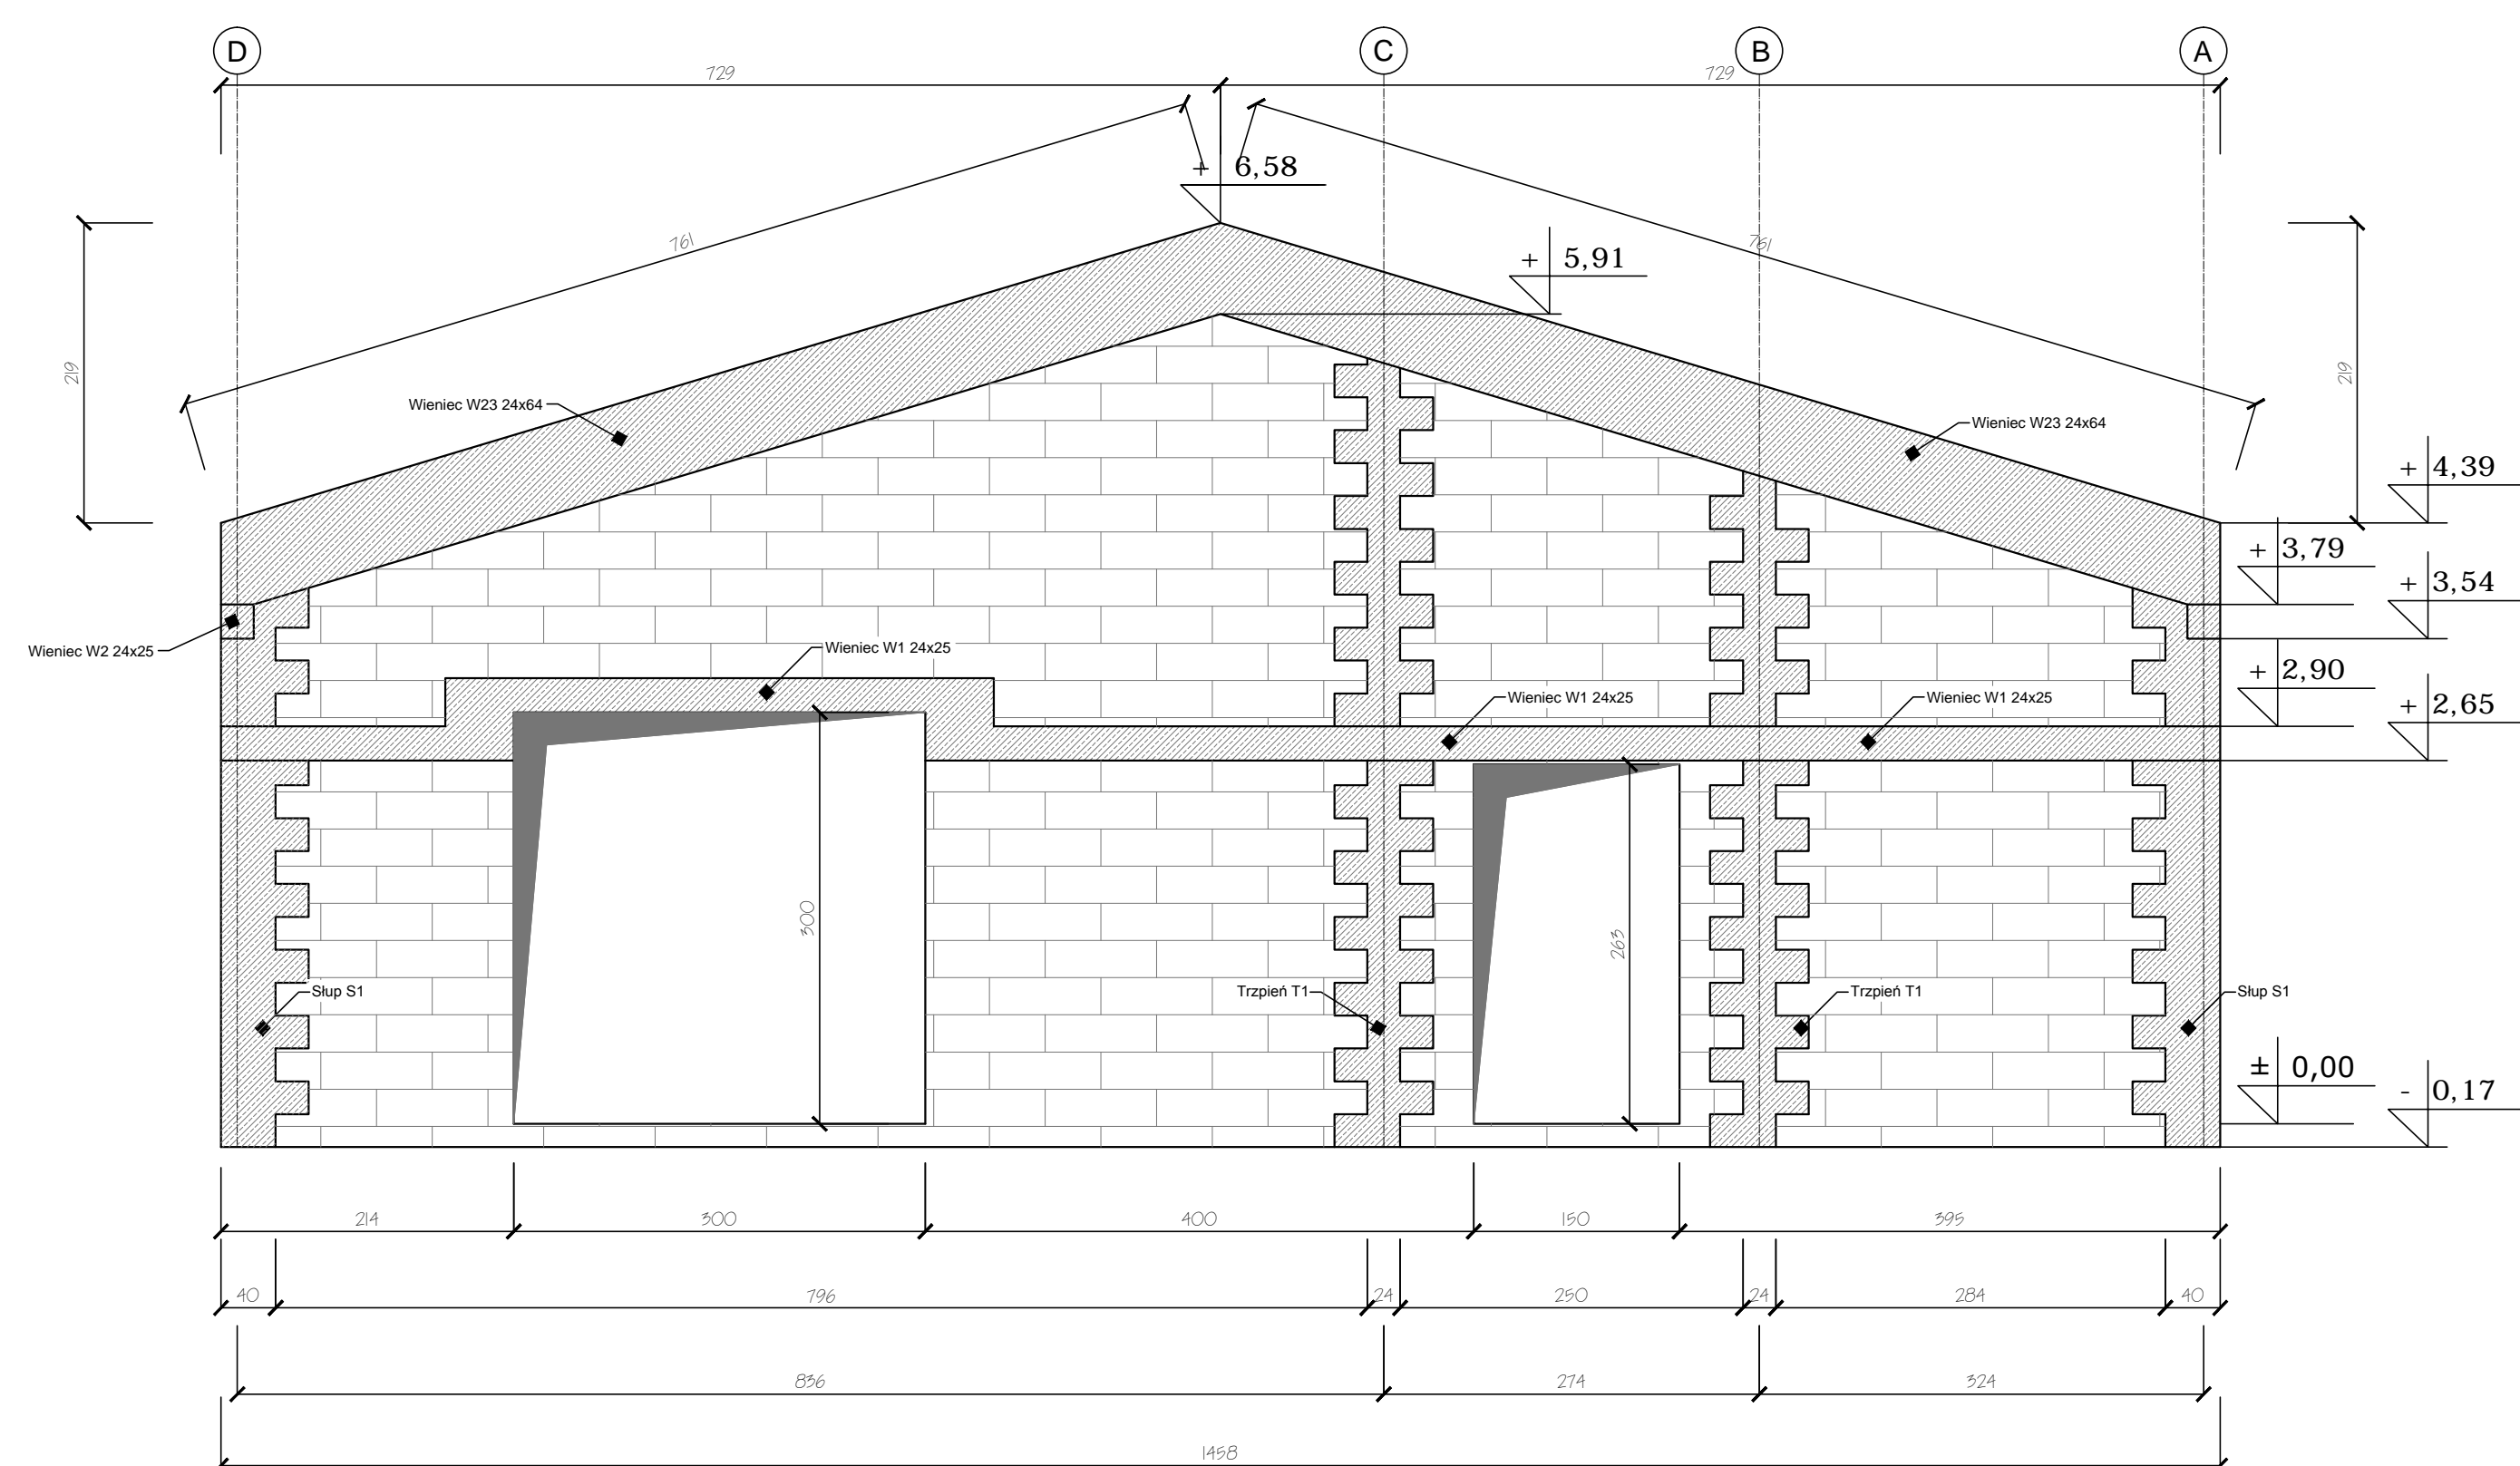 D
C
B
A
729
729
+ 6,58
761
761
+ 5,91
219
219
Wieniec W23 24x64
Wieniec W23 24x64
+ 4,39
+ 3,79
+ 3,54
Wieniec W2 24x25
Wieniec W1 24x25
+ 2,90
Wieniec W1 24x25
Wieniec W1 24x25
+ 2,65
300
263
Słup S1
Trzpień T1
Trzpień T1
Słup S1
± 0,00
- 0,17
214
300
400
150
395
40
796
24
250
24
284
40
836
274
324
1458